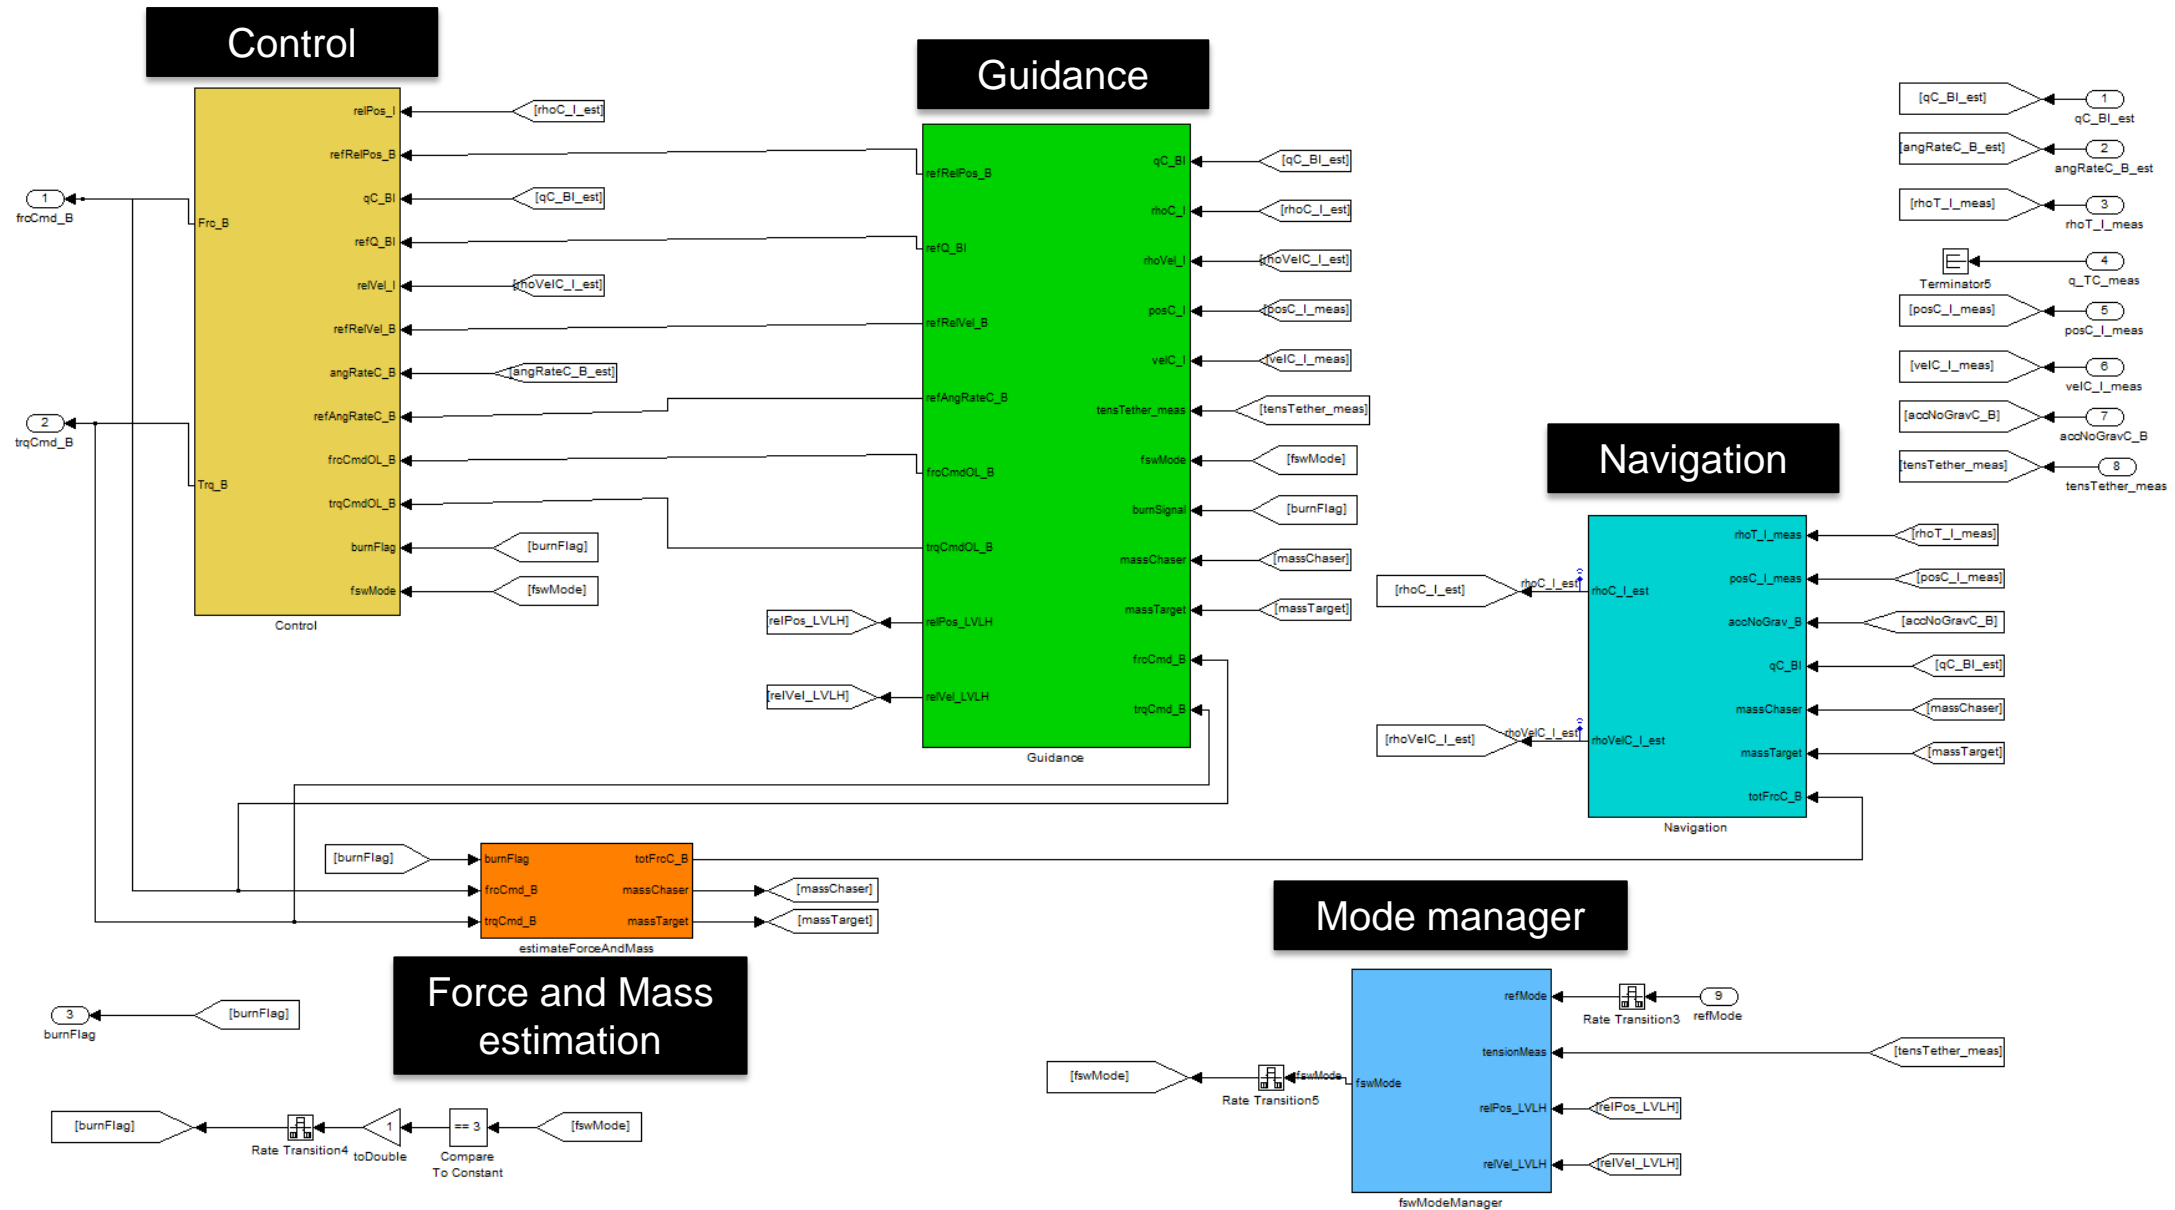 Control
relPos_I
[rhoC_I_est]
refRelPos_B
qC_BI
[qC_BI_est]
refQ_BI
relVel_I
[rhoVelC_I_est]
refRelVel_B
angRateC_B
[angRateC_B_est]
refAngRateC_B
frcCmdOL_B
trqCmdOL_B
burnFlag
[burnFlag]
fswMode
[fswMode]
Frc_B
Trq_B
Control
1
frcCmd_B
2
trqCmd_B
Guidance
refRelPos_B
refQ_BI
refRelVel_B
refAngRateC_B
frcCmdOL_B
trqCmdOL_B
relPos_LVLH
[relPos_LVLH]
relVel_LVLH
[relVel_LVLH]
qC_BI
[qC_BI_est]
rhoC_I
[rhoC_I_est]
rhoVel_I
[rhoVelC_I_est]
posC_I
[posC_I_meas]
velC_I
[velC_I_meas]
tensTether_meas
[tensTether_meas]
fswMode
[fswMode]
burnSignal
[burnFlag]
massChaser
[massChaser]
massTarget
[massTarget]
frcCmd_B
trqCmd_B
Guidance
[qC_BI_est]
1
qC_BI_est
[angRateC_B_est]
2
angRateC_B_est
[rhoT_I_meas]
3
rhoT_I_meas
4
Terminator5
q_TC_meas
[posC_I_meas]
5
posC_I_meas
[velC_I_meas]
6
velC_I_meas
[accNoGravC_B]
7
accNoGravC_B
[tensTether_meas]
8
tensTether_meas
Navigation
rhoT_I_meas
[rhoT_I_meas]
posC_I_meas
[posC_I_meas]
accNoGrav_B
[accNoGravC_B]
qC_BI
[qC_BI_est]
massChaser
[massChaser]
massTarget
[massTarget]
totFrcC_B
[rhoC_I_est]
rhoC_I_est
rhoC_I_est
[rhoVelC_I_est]
rhoVelC_I_est
rhoVelC_I_est
Navigation
[burnFlag]
burnFlag
totFrcC_B
frcCmd_B
massChaser
[massChaser]
trqCmd_B
massTarget
[massTarget]
estimateForceAndMass
Force and Mass
estimation
3
burnFlag
[burnFlag]
[burnFlag]
Rate Transition4
1
toDouble
== 3
Compare
To Constant
[fswMode]
Mode manager
refMode
Rate Transition3
9
refMode
tensionMeas
[tensTether_meas]
[fswMode]
Rate Transition5
fswMode
fswMode
relPos_LVLH
[relPos_LVLH]
relVel_LVLH
[relVel_LVLH]
fswModeManager